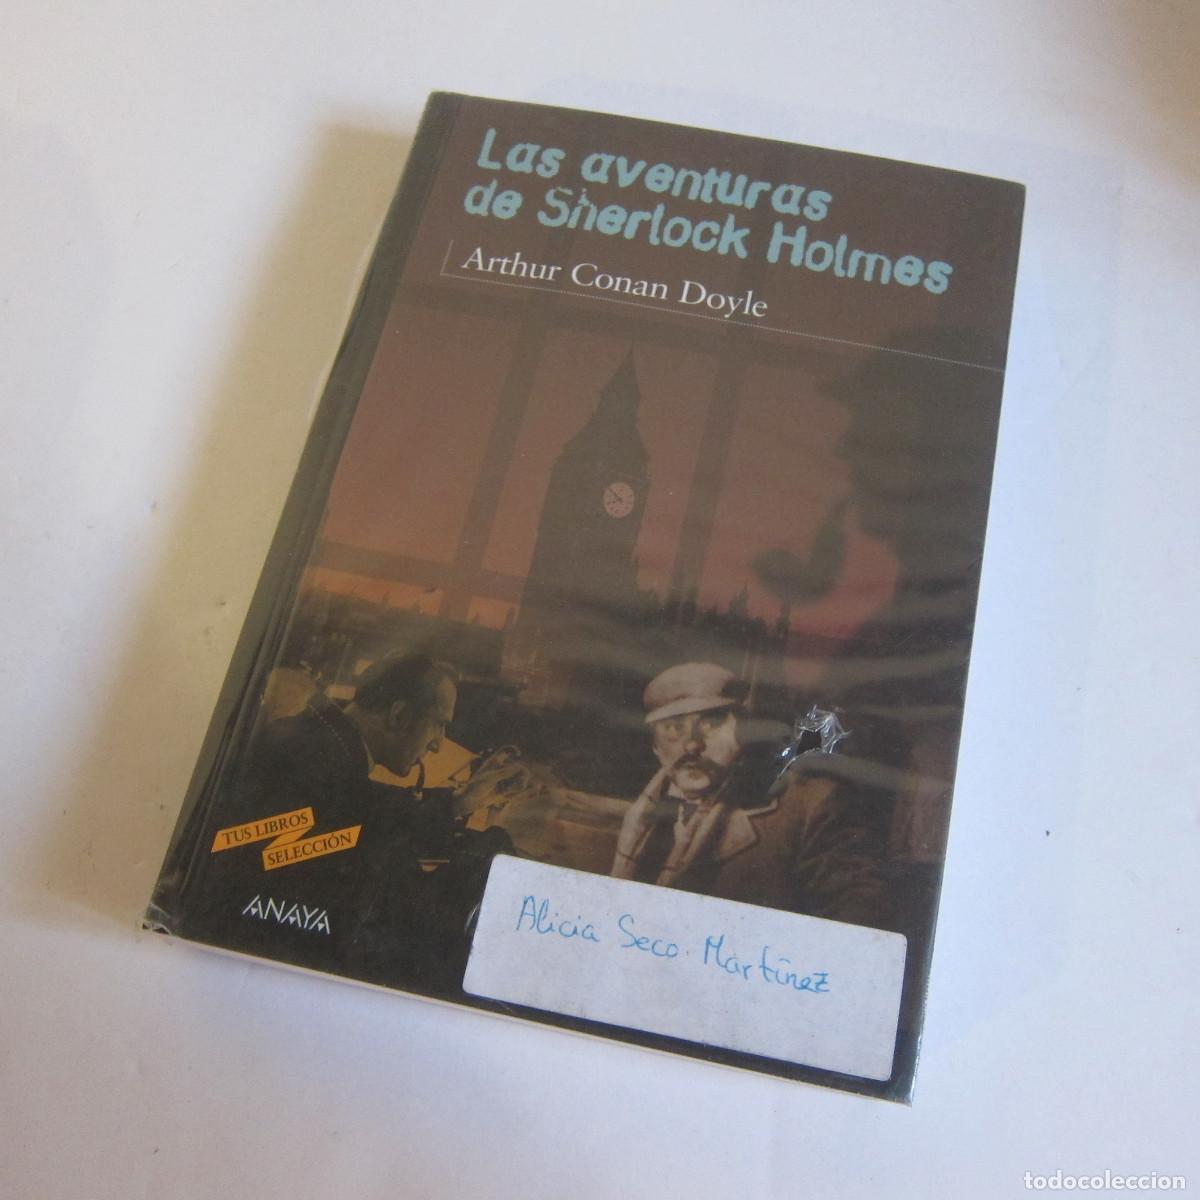 Las aventuras
de Sherlock Holmes
Arthur Conan Doyle
TUS LIBROS
SELECCIÓN
ANAYA
Alicia Seco Martínez
todocoleccion